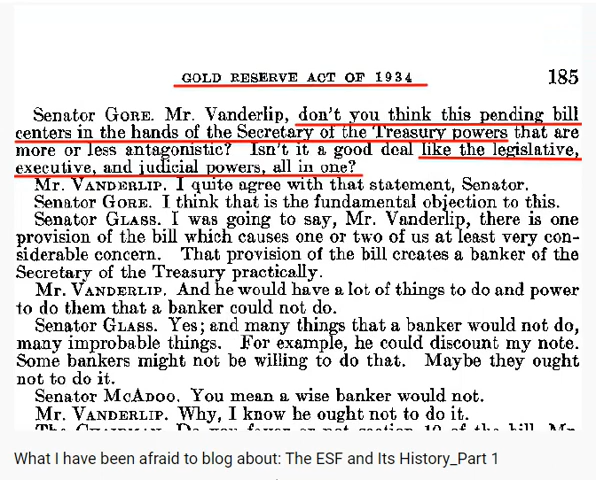 GOLD RESERVE ACT OF 1934 185
Senator GORE. Mr. Vanderlip, don't you think this pending bill
centers in the hands of the Secretary of the Treasury powers that are
more or less antagonistic? Isn't it a good deal like the legislative,
executive, and judicial powers, all in one?
Mr. VANDERLIP. I quite agree with that statement, Senator.
Senator GORE. I think that is the fundamental objection to this.
Senator GLASS. I was going to say, Mr. Vanderlip, there is one
provision of the bill which causes one or two of us at least very con-
siderable concern. That provision of the bill creates a banker of the
Secretary of the Treasury practically.
Mr. VANDERLIP. And he would have a lot of things to do and power
to do them that a banker could not do.
Senator GLASS. Yes; and many things that a banker would not do,
many improbable things. For example, he could discount my note.
Some bankers might not be willing to do that. Maybe they ought
not to do it.
Senator MCADOO. You mean a wise banker would not.
Mr. VANDERLIP. Why, I know he ought not to do it.
What I have been afraid to blog about: The ESF and Its History_Part 1